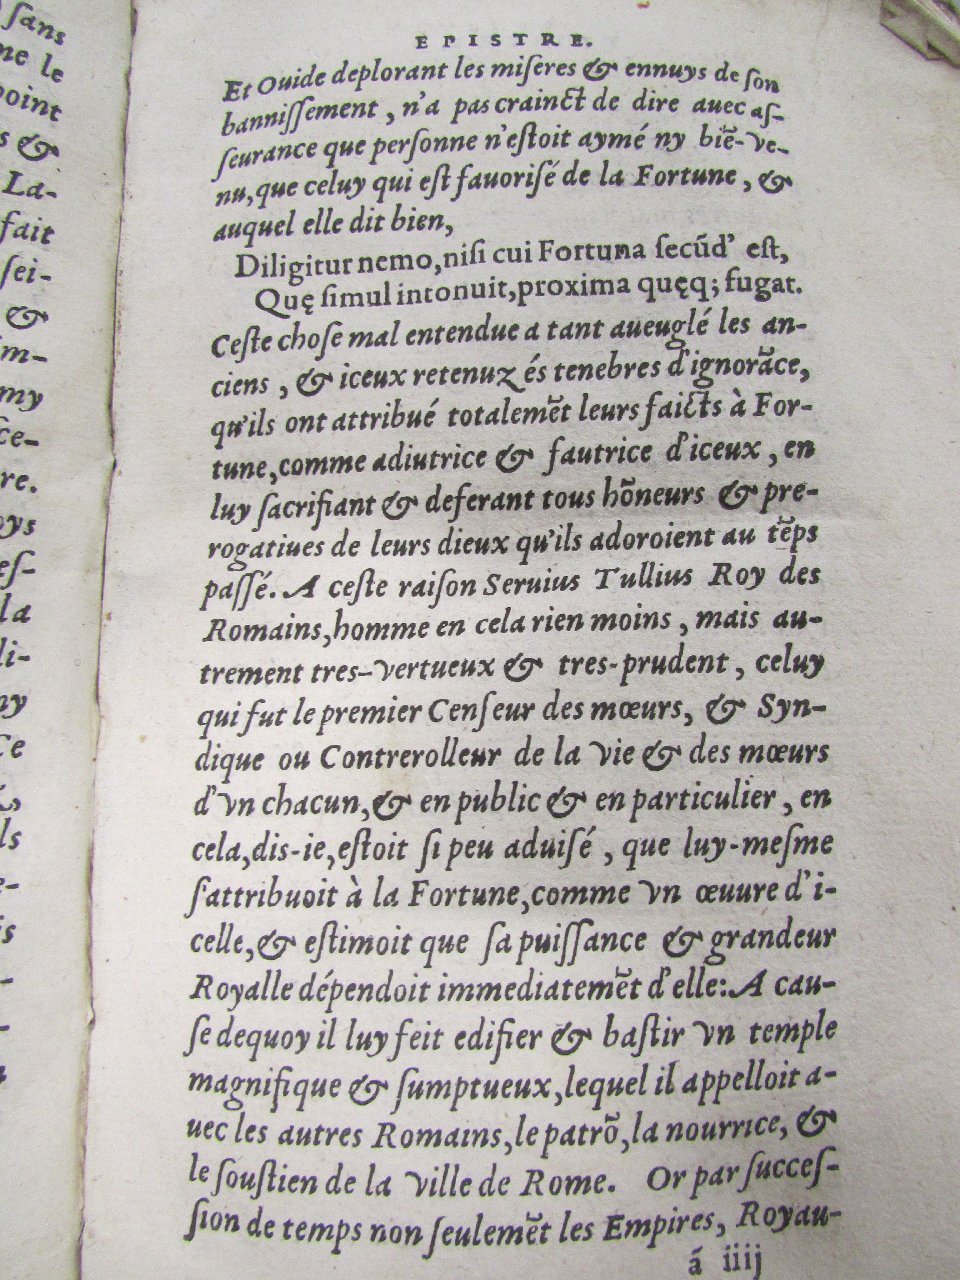 EPISTRE.
Et Ouide deplorant les miseres & ennuys de son
bannissement, n'a pas crainct de dire auec as-
seurance que personne n'estoit aymé ny biē-ve-
nu, que celuy qui est fauorisé de la Fortune, &
auquel elle dit bien,
Diligitur nemo, nisi cui Fortuna secūd' est,
Quę simul intonuit, proxima quęq; fugat.
Ceste chose mal entendue a tant aueuglé les an-
ciens, & iceux retenuz és tenebres d'ignorāce,
qu'ils ont attribué totalemēt leurs faicts à For-
tune, comme adiutrice & fautrice d'iceux, en
luy sacrifiant & deferant tous hōneurs & pre-
rogatiues de leurs dieux qu'ils adoroient au tēps
passé. A ceste raison Seruius Tullius Roy des
Romains, homme en cela rien moins, mais au-
trement tres-vertueux & tres-prudent, celuy
qui fut le premier Censeur des mœurs, & Syn-
dique ou Contrerolleur de la vie & des mœurs
d'vn chacun, & en public & en particulier, en
cela, dis-ie, estoit si peu aduisé, que luy-mesme
s'attribuoit à la Fortune, comme vn œuure d'i-
celle, & estimoit que sa puissance & grandeur
Royalle dépendoit immediatemēt d'elle: A cau-
se dequoy il luy feit edifier & bastir vn temple
magnifique & sumptueux, lequel il appelloit a-
uec les autres Romains, le patrō, la nourrice, &
le soustien de la ville de Rome. Or par succes-
sion de temps non seulemēt les Empires, Royau-
á iiij